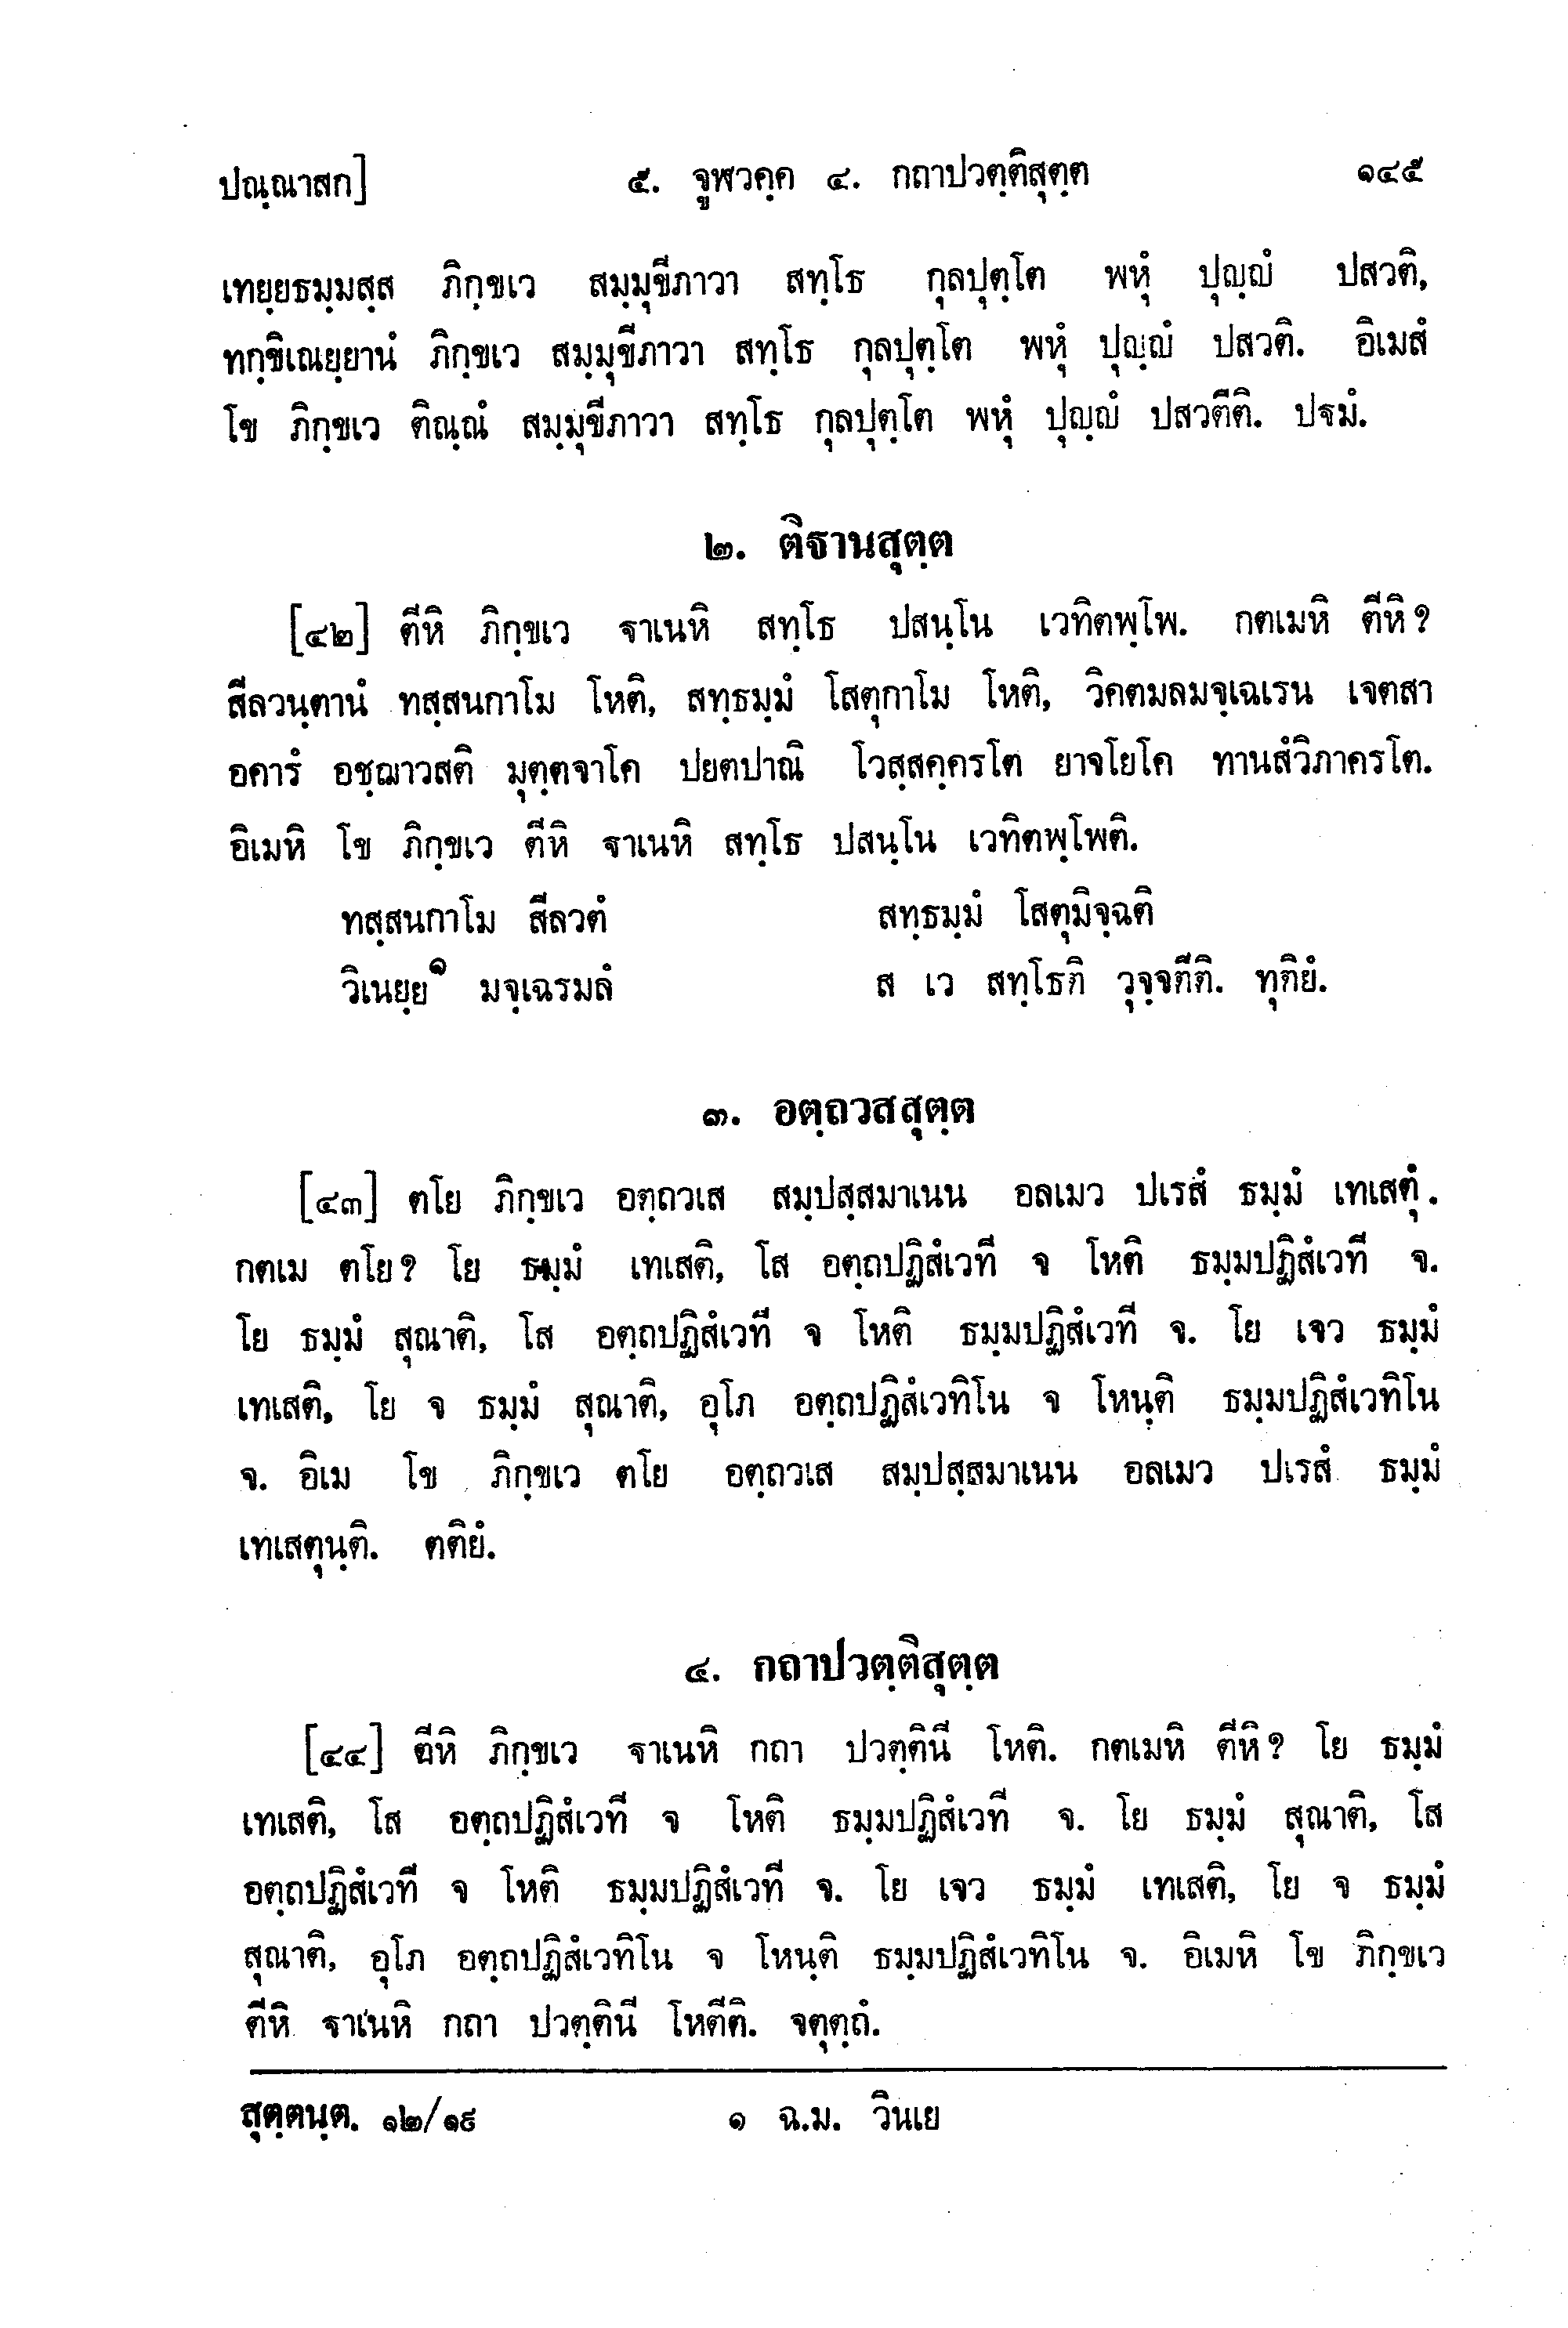 ปณฺณาสก] ๕. จูฬวคฺค ๔. กถาปวตฺติสุตฺต ๑๔๕
เทยฺยธมฺมสฺส ภิกฺขเว สมฺมุขีภาวา สทฺโธ กุลปุตฺโต พหุํ ปุญฺญํ ปสวติ,
ทกฺขิเณยฺยานํ ภิกฺขเว สมฺมุขีภาวา สทฺโธ กุลปุตฺโต พหุํ ปุญฺญํ ปสวติ. อิเมสํ
โข ภิกฺขเว ติณฺณํ สมฺมุขีภาวา สทฺโธ กุลปุตฺโต พหุํ ปุญฺญํ ปสวตีติ. ปฐมํ.
๒. ติฐานสุตฺต
[๔๒] ตีหิ ภิกฺขเว ฐาเนหิ สทฺโธ ปสนฺโน เวทิตพฺโพ. กตเมหิ ตีหิ?
สีลวนฺตานํ ทสฺสนกาโม โหติ, สทฺธมฺมํ โสตุกาโม โหติ, วิคตมลมจฺเฉเรน เจตสา
อคารํ อชฺฌาวสติ มุตฺตจาโค ปยตปาณิ โวสฺสคฺครโต ยาจโยโค ทานสํวิภาครโต.
อิเมหิ โข ภิกฺขเว ตีหิ ฐาเนหิ สทฺโธ ปสนฺโน เวทิตพฺโพติ.
ทสฺสนกาโม สีลวตํ สทฺธมฺมํ โสตุมิจฺฉติ
วิเนยฺย๑ มจฺเฉรมลํ ส เว สทฺโธติ วุจฺจตีติ. ทุติยํ.
๓. อตฺถวสสุตฺต
[๔๓] ตโย ภิกฺขเว อตฺถวเส สมฺปสฺสมาเนน อลเมว ปเรสํ ธมฺมํ เทเสตุํ.
กตเม ตโย? โย ธมฺมํ เทเสติ, โส อตฺถปฏิสํเวที จ โหติ ธมฺมปฏิสํเวที จ.
โย ธมฺมํ สุณาติ, โส อตฺถปฏิสํเวที จ โหติ ธมฺมปฏิสํเวที จ. โย เจว ธมฺมํ
เทเสติ, โย จ ธมฺมํ สุณาติ, อุโภ อตฺถปฏิสํเวทิโน จ โหนฺติ ธมฺมปฏิสํเวทิโน
จ. อิเม โข ภิกฺขเว ตโย อตฺถวเส สมฺปสฺสมาเนน อลเมว ปเรสํ ธมฺมํ
เทเสตุนฺติ. ตติยํ.
๔. กถาปวตฺติสุตฺต
[๔๔] ตีหิ ภิกฺขเว ฐาเนหิ กถา ปวตฺตินี โหติ. กตเมหิ ตีหิ? โย ธมฺมํ
เทเสติ, โส อตฺถปฏิสํเวที จ โหติ ธมฺมปฏิสํเวที จ. โย ธมฺมํ สุณาติ, โส
อตฺถปฏิสํเวที จ โหติ ธมฺมปฏิสํเวที จ. โย เจว ธมฺมํ เทเสติ, โย จ ธมฺมํ
สุณาติ, อุโภ อตฺถปฏิสํเวทิโน จ โหนฺติ ธมฺมปฏิสํเวทิโน จ. อิเมหิ โข ภิกฺขเว
ตีหิ ฐาเนหิ กถา ปวตฺตินี โหตีติ. จตุตฺถํ.
สุตฺตนฺต. ๑๒/๑๙ ๑ ฉ.ม. วินเย